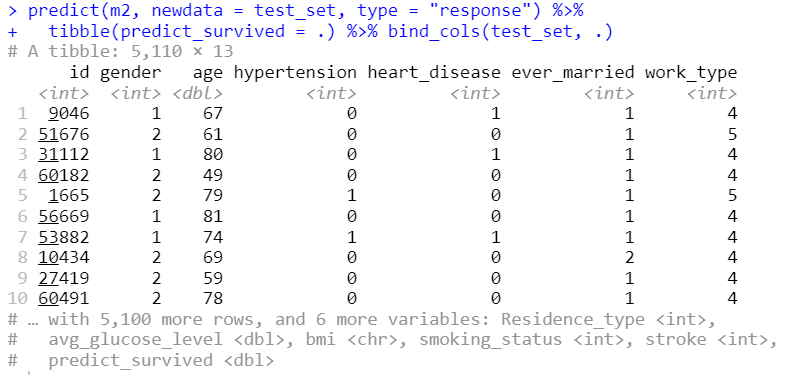 > predict(m2, newdata = test_set, type = "response") %>%
+   tibble(predict_survived = .) %>% bind_cols(test_set, .)
# A tibble: 5,110 × 13
      id gender   age hypertension heart_disease ever_married work_type
   <int>  <int> <dbl>        <int>         <int>        <int>     <int>
 1  9046      1    67            0             1            1         4
 2 51676      2    61            0             0            1         5
 3 31112      1    80            0             1            1         4
 4 60182      2    49            0             0            1         4
 5  1665      2    79            1             0            1         5
 6 56669      1    81            0             0            1         4
 7 53882      1    74            1             1            1         4
 8 10434      2    69            0             0            2         4
 9 27419      2    59            0             0            1         4
10 60491      2    78            0             0            1         4
# … with 5,100 more rows, and 6 more variables: Residence_type <int>,
#   avg_glucose_level <dbl>, bmi <chr>, smoking_status <int>, stroke <int>,
#   predict_survived <dbl>